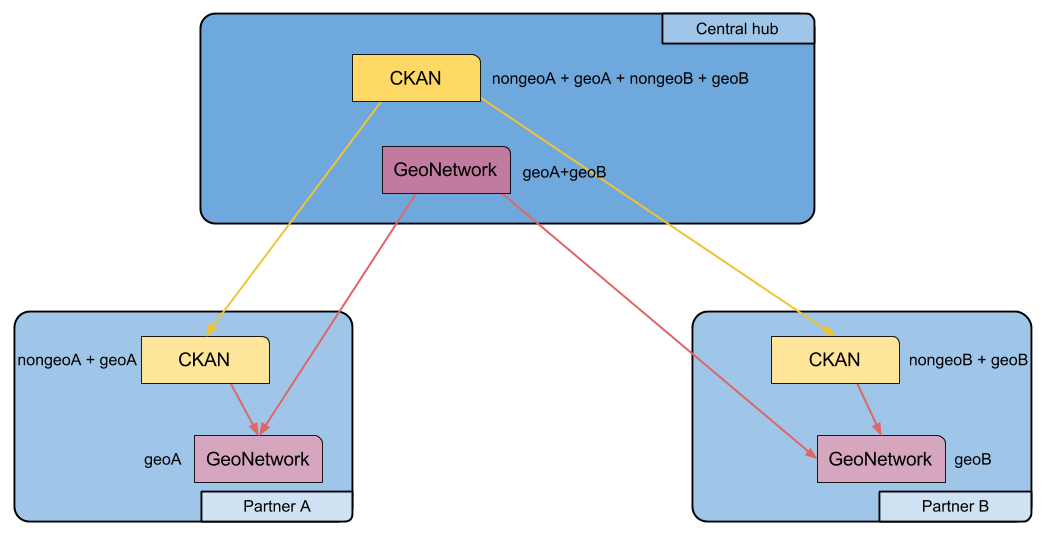 Central hub
CKAN
nongeoA + geoA + nongeoB + geoB
GeoNetwork
geoA+geoB
nongeoA + geoA
CKAN
geoA
GeoNetwork
Partner A
CKAN
nongeoB + geoB
GeoNetwork
geoB
Partner B